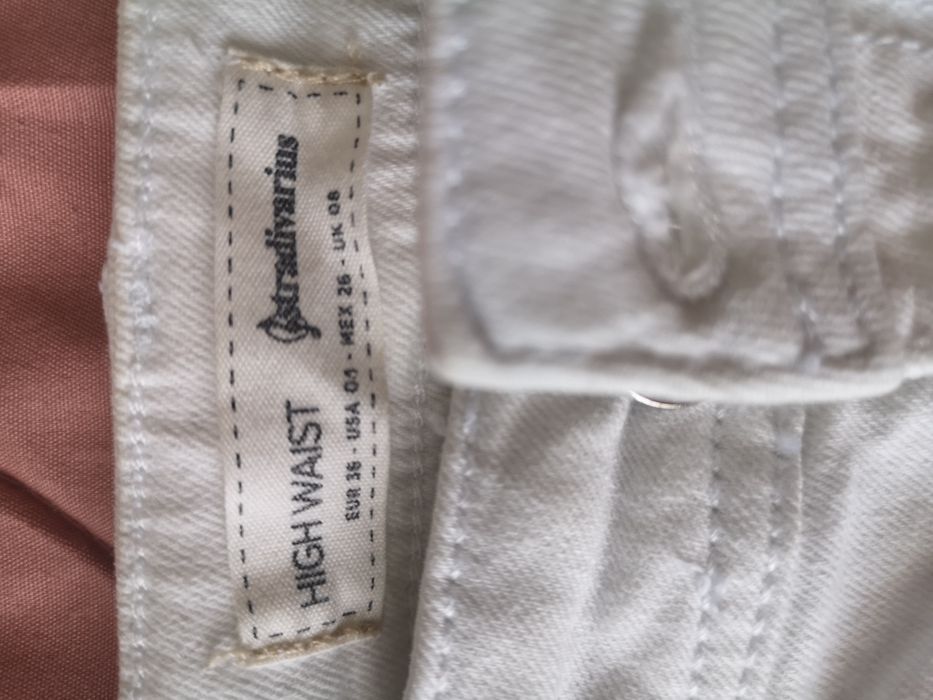 HIGH WAIST stradivarius
EUR 36 - USA 04 - MEX 26 - UK 08